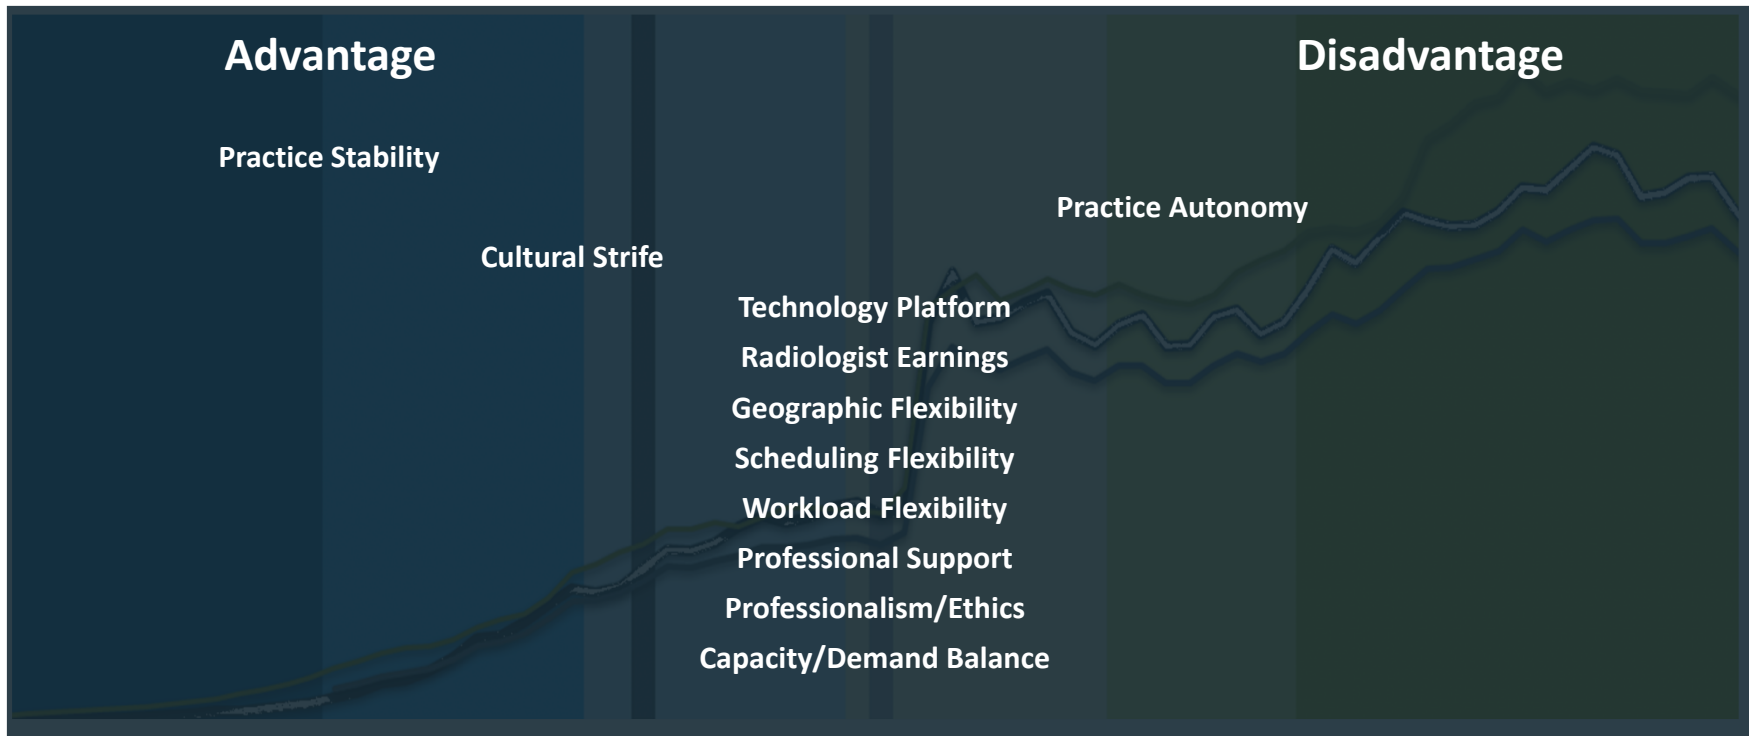 Advantage
Disadvantage
Practice Stability
Practice Autonomy
Cultural Strife
Technology Platform
Radiologist Earnings
Geographic Flexibility
Scheduling Flexibility
Workload Flexibility
Professional Support
Professionalism/Ethics
Capacity/Demand Balance